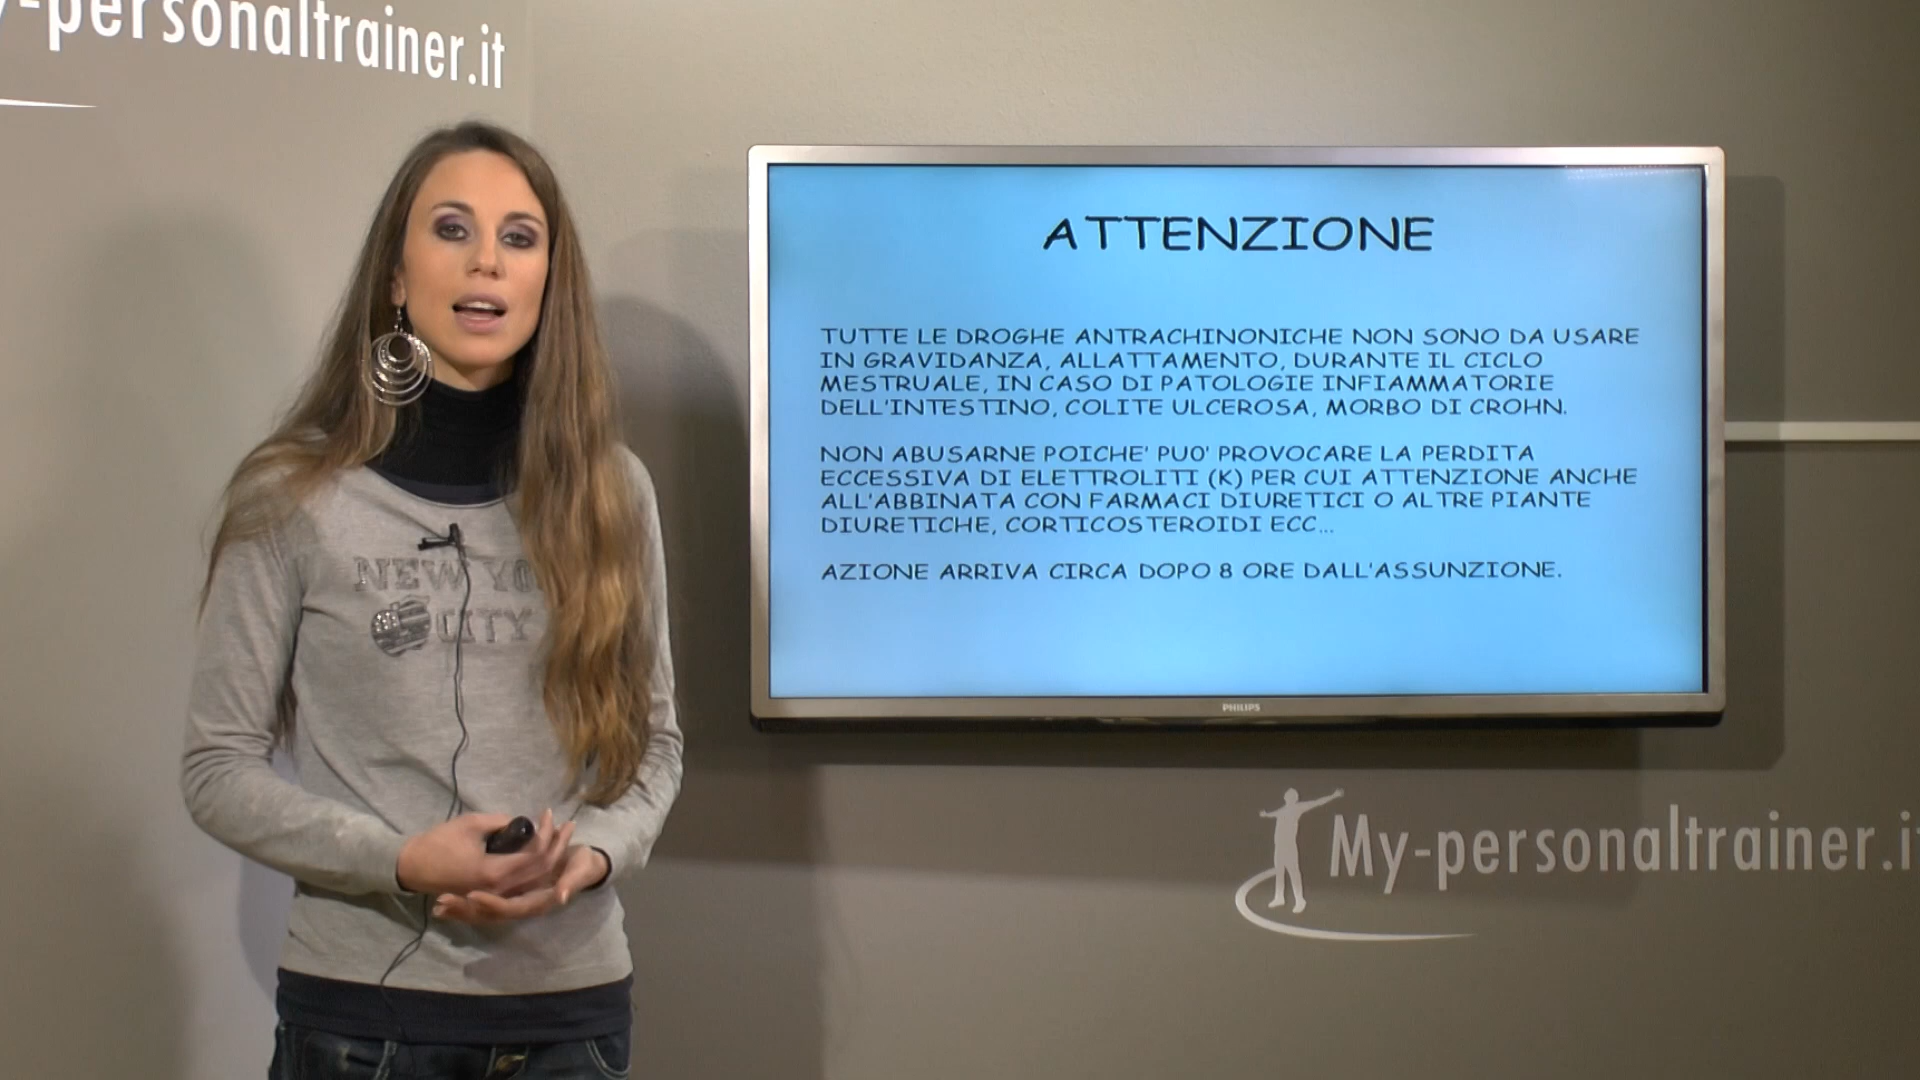 -personaltrainer.it
ATTENZIONE
TUTTE LE DROGHE ANTRACHINONICHE NON SONO DA USARE
IN GRAVIDANZA, ALLATTAMENTO, DURANTE IL CICLO
MESTRUALE, IN CASO DI PATOLOGIE INFIAMMATORIE
DELL'INTESTINO, COLITE ULCEROSA, MORBO DI CROHN.
NON ABUSARNE POICHE' PUO' PROVOCARE LA PERDITA
ECCESSIVA DI ELETTROLITI (K) PER CUI ATTENZIONE ANCHE
ALL'ABBINATA CON FARMACI DIURETICI O ALTRE PIANTE
DIURETICHE, CORTICOSTEROIDI ECC...
AZIONE ARRIVA CIRCA DOPO 8 ORE DALL'ASSUNZIONE.
PHILIPS
NEW YO
CITY
My-personaltrainer.i